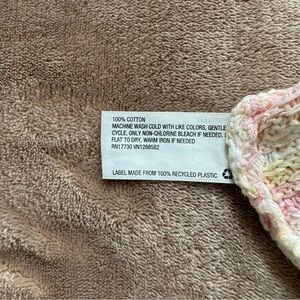 100% COTTON
MACHINE WASH COLD WITH LIKE COLORS, GENTLE
CYCLE, ONLY NON-CHLORINE BLEACH IF NEEDED,
FLAT TO DRY, WARM IRON IF NEEDED
RN17730 VN1268582
LABEL MADE FROM 100% RECYCLED PLASTIC